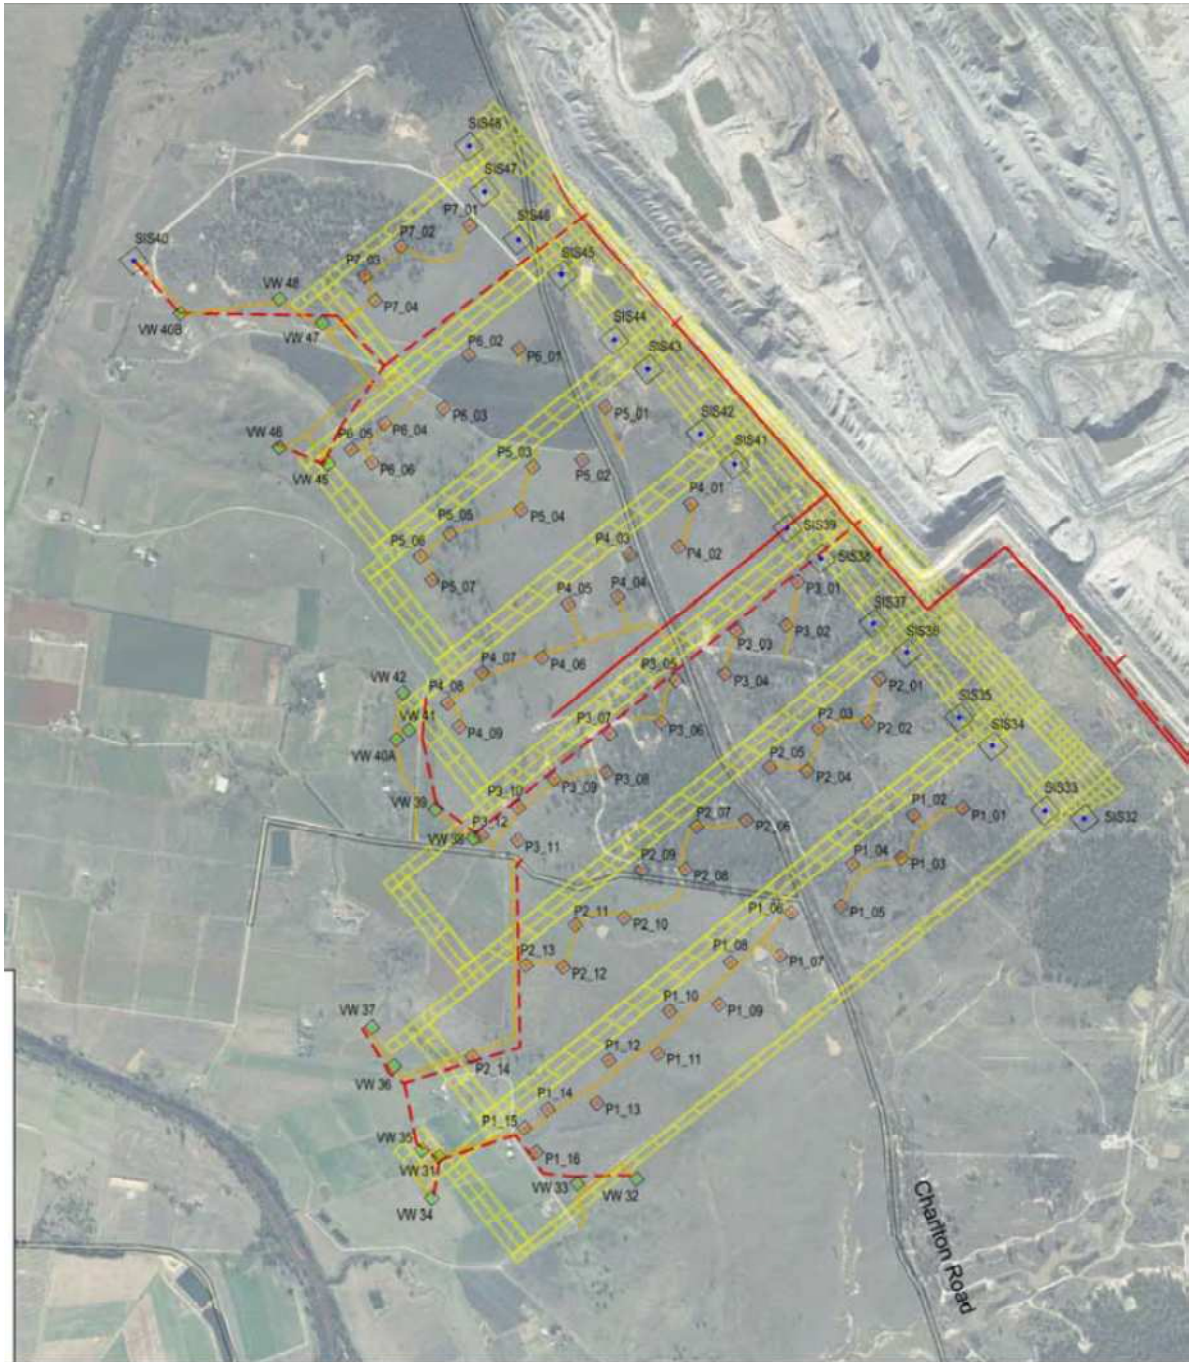 SIS48
SIS47
P7_01
SIS46
P7_02
SIS40
SIS45
P7_03
VW 48
P7_04
VW 40B
VW 47
SIS44
P6_02
P6_01
SIS43
P5_01
P6_03
SIS42
P6_04
VW 46
P6_05
SIS41
P5_03
P5_02
VW 45
P6_06
P4_01
P5_04
SIS39
P5_05
P4_02
P5_06
P4_03
SIS38
P5_07
P3_01
P4_04
P4_05
SIS37
P3_02
P3_03
SIS36
P4_06
P4_07
P3_05
P3_04
P2_01
VW 42
P4_08
SIS35
P3_07
P3_06
P2_03
P2_02
VW 41
P4_09
SIS34
VW 40A
P2_05
P2_04
P3_08
P3_09
VW 39
P3_10
P1_02
SIS33
P1_01
SIS32
P3_12
P2_07
P2_06
VW 38
P3_11
P1_04
P1_03
P2_09
P2_08
P1_06
P1_05
P2_11
P2_10
P1_07
P1_08
P2_13
P2_12
P1_10
P1_09
VW 37
P1_12
P1_11
P2_14
VW 36
P1_14
P1_13
P1_15
VW 35
P1_16
VW 31
VW 33
VW 32
VW 34
Charlton Road